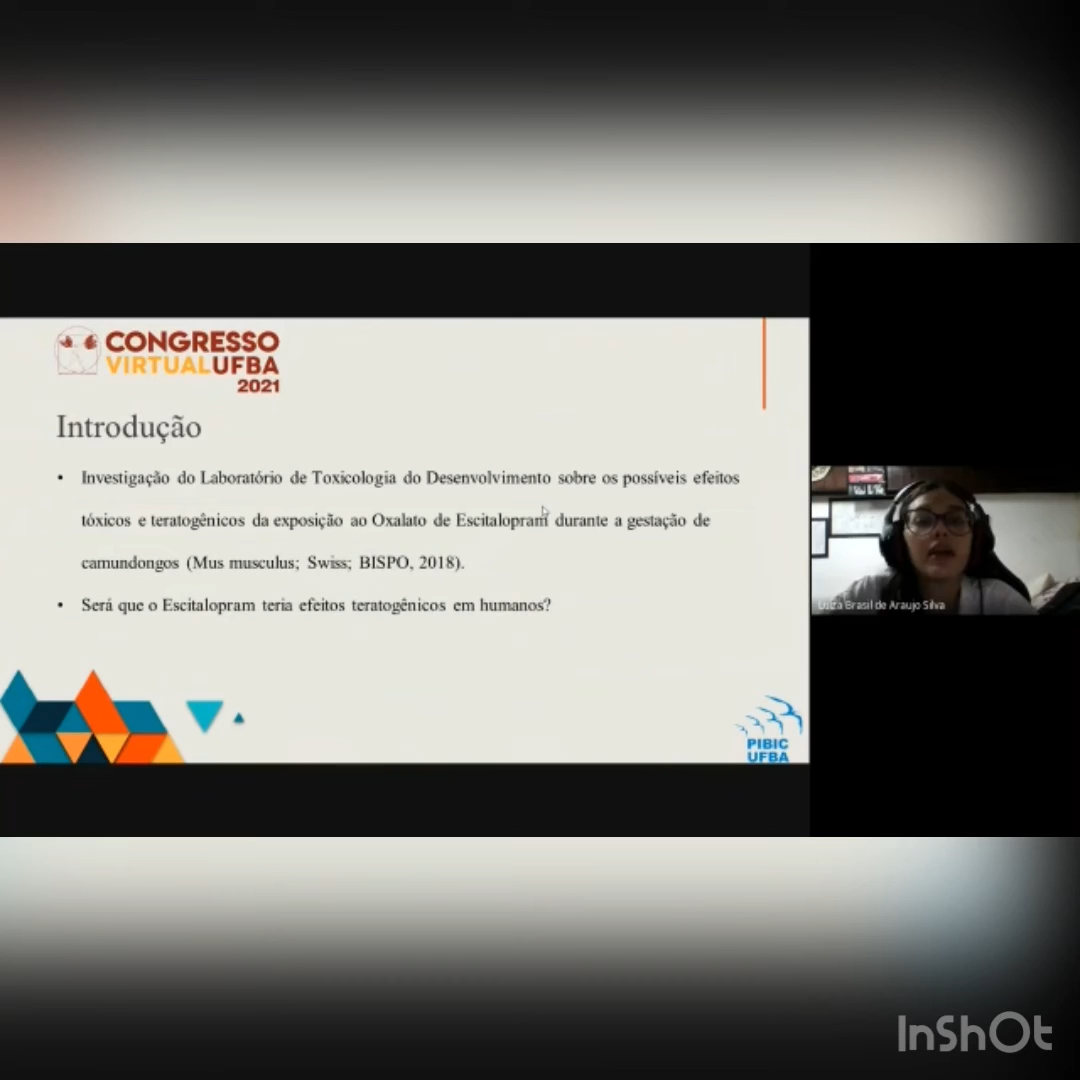 CONGRESSO
VIRTUALUFBA
2021
Introdução
• Investigação do Laboratório de Toxicologia do Desenvolvimento sobre os possíveis efeitos
tóxicos e teratogênicos da exposição ao Oxalato de Escitalopram durante a gestação de
camundongos (Mus musculus; Swiss; BISPO, 2018).
• Será que o Escitalopram teria efeitos teratogênicos em humanos?
PIBIC
UFBA
Luiza Brasil de Araujo Silva
InShOt